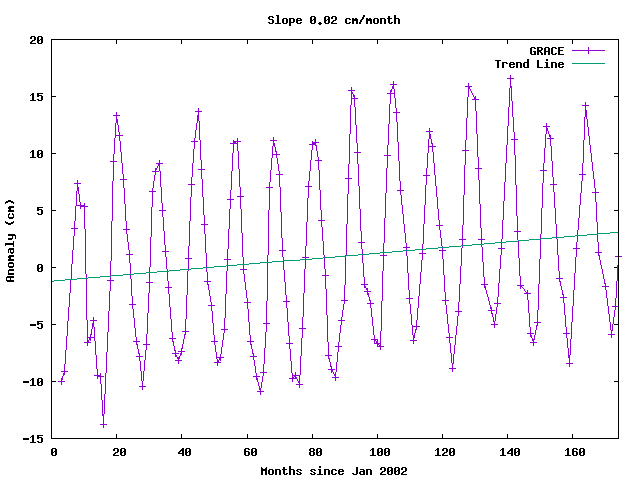 Slope 0.02 cm/month
GRACE
Trend Line
20
15
10
5
0
-5
-10
-15
Anomaly (cm)
0 20 40 60 80 100 120 140 160
Months since Jan 2002